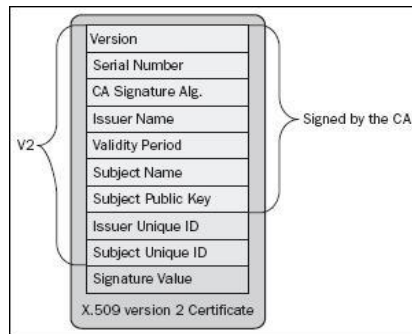 Version
Serial Number
CA Signature Alg.
Issuer Name
Validity Period
Subject Name
Subject Public Key
Issuer Unique ID
Subject Unique ID
Signature Value
X.509 version 2 Certificate
V2
Signed by the CA